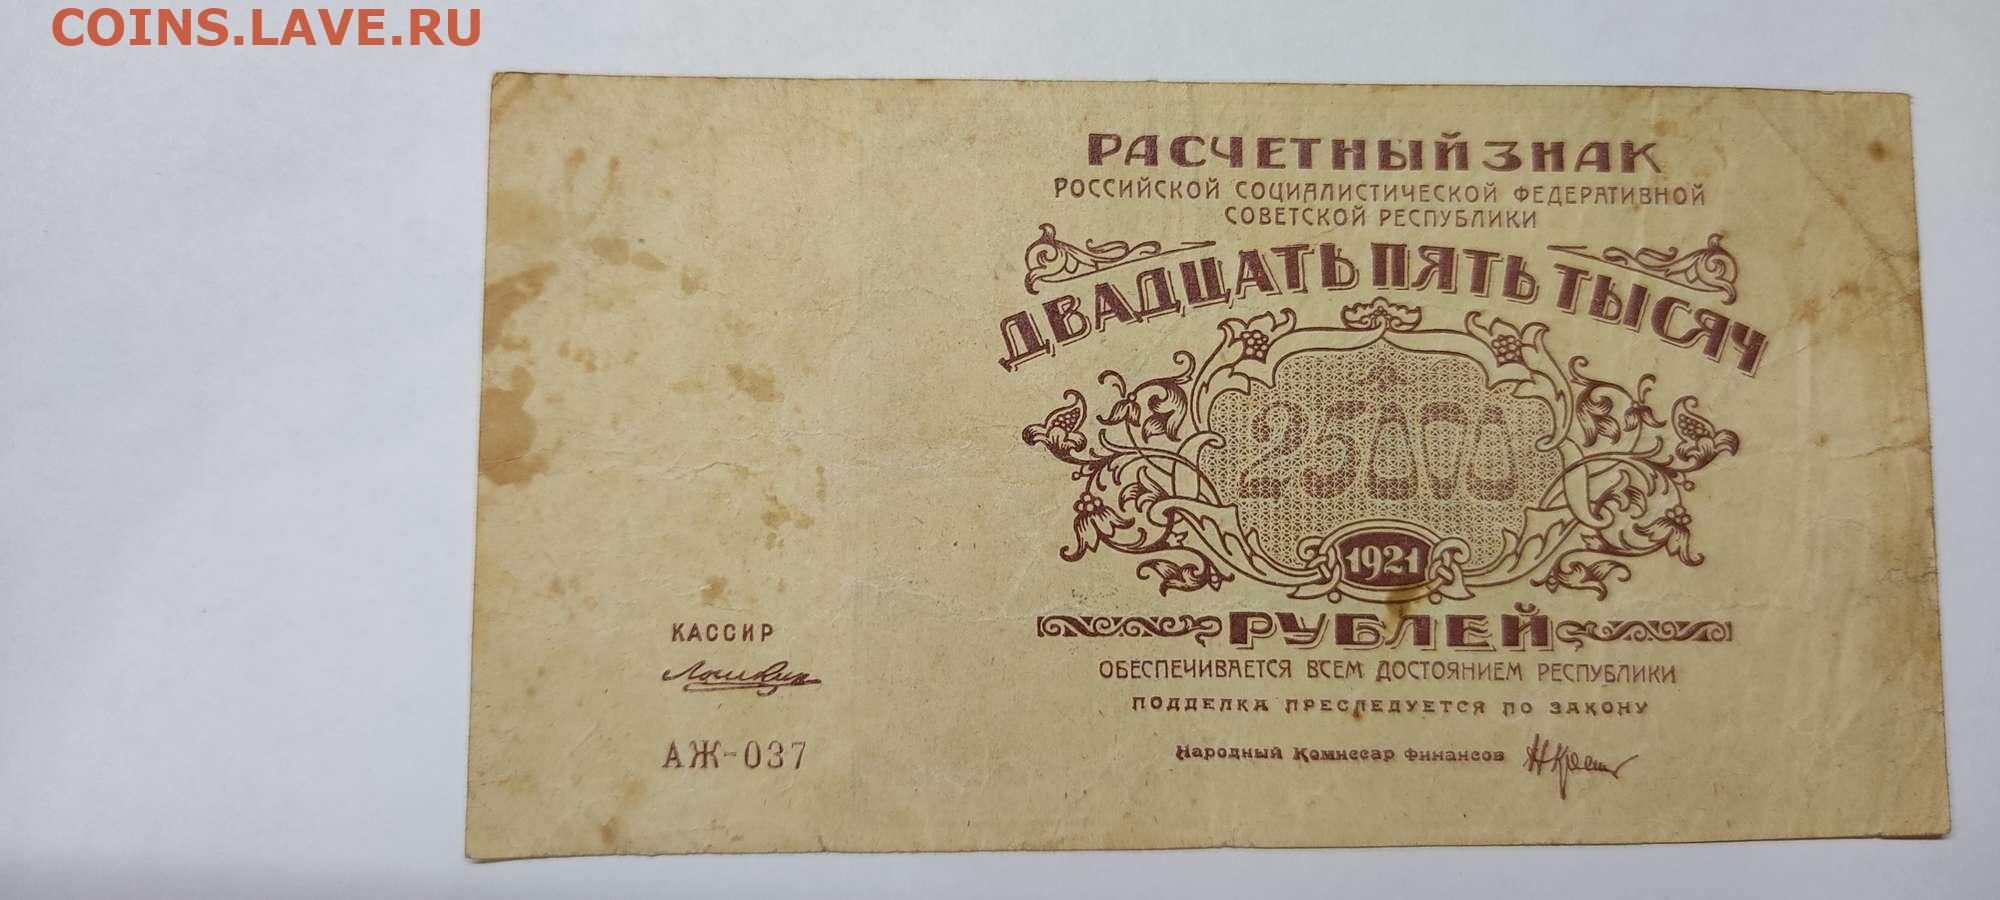 COINS.LAVE.RU
РАСЧЕТНЫЙ ЗНАК
РОССИЙСКОЙ СОЦИАЛИСТИЧЕСКОЙ ФЕДЕРАТИВНОЙ
СОВЕТСКОЙ РЕСПУБЛИКИ
ДВАДЦАТЬ ПЯТЬ ТЫСЯЧ
25000
1921
РУБЛЕЙ
ОБЕСПЕЧИВАЕТСЯ ВСЕМ ДОСТОЯНИЕМ РЕСПУБЛИКИ
ПОДДЕЛКА ПРЕСЛЕДУЕТСЯ ПО ЗАКОНУ
Народный Комиссар Финансов
КАССИР
АЖ-037